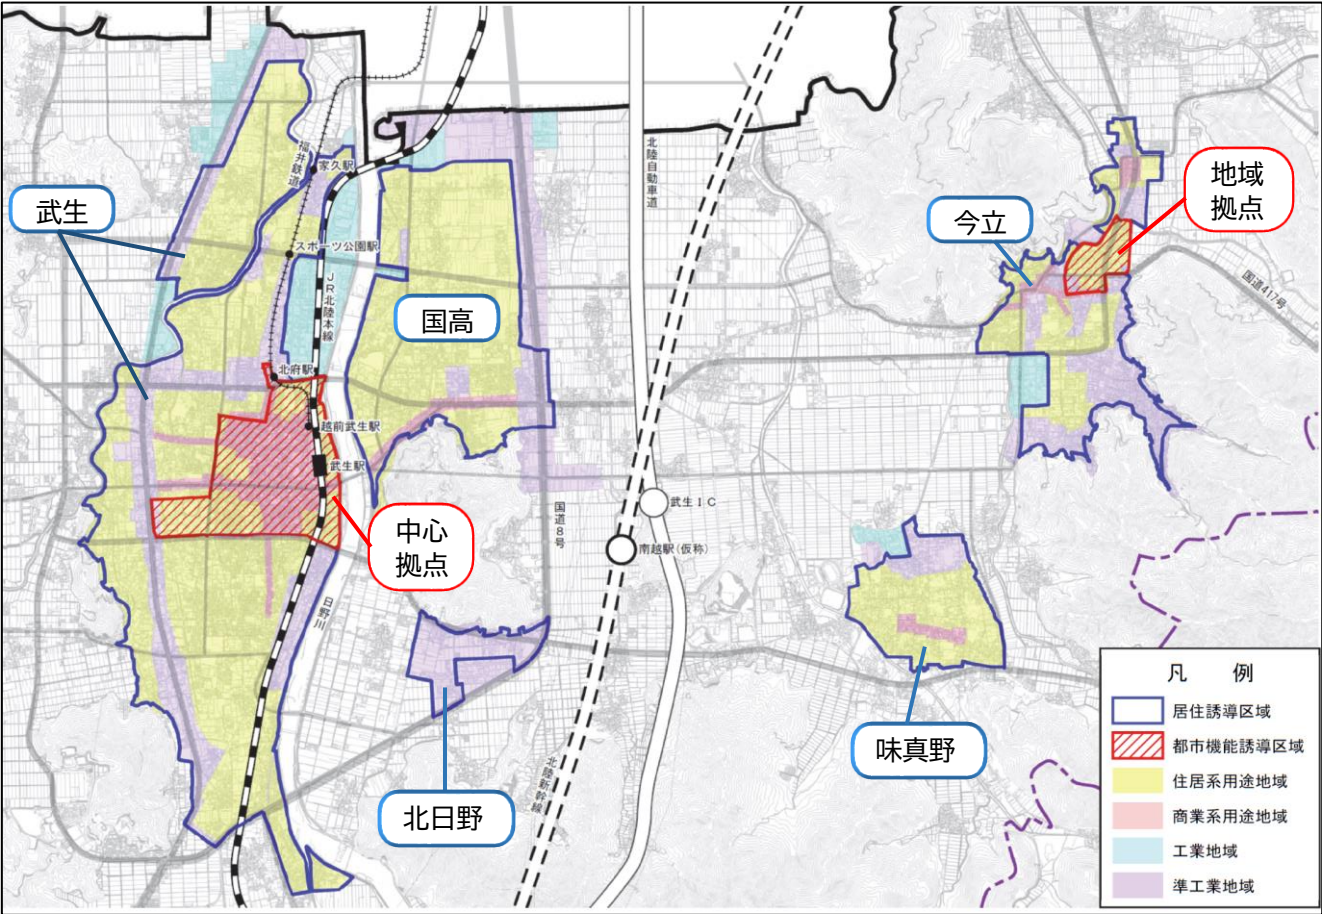 福井鉄道
家久駅
北陸自動車道
武生
今立
地域
拠点
スポーツ公園駅
JR北陸本線
国高
国道417号
北府駅
越前武生駅
武生駅
中心
拠点
国道8号
武生IC
南越駅(仮称)
日野川
北陸新幹線
北日野
味真野
凡 例
居住誘導区域
都市機能誘導区域
住居系用途地域
商業系用途地域
工業地域
準工業地域